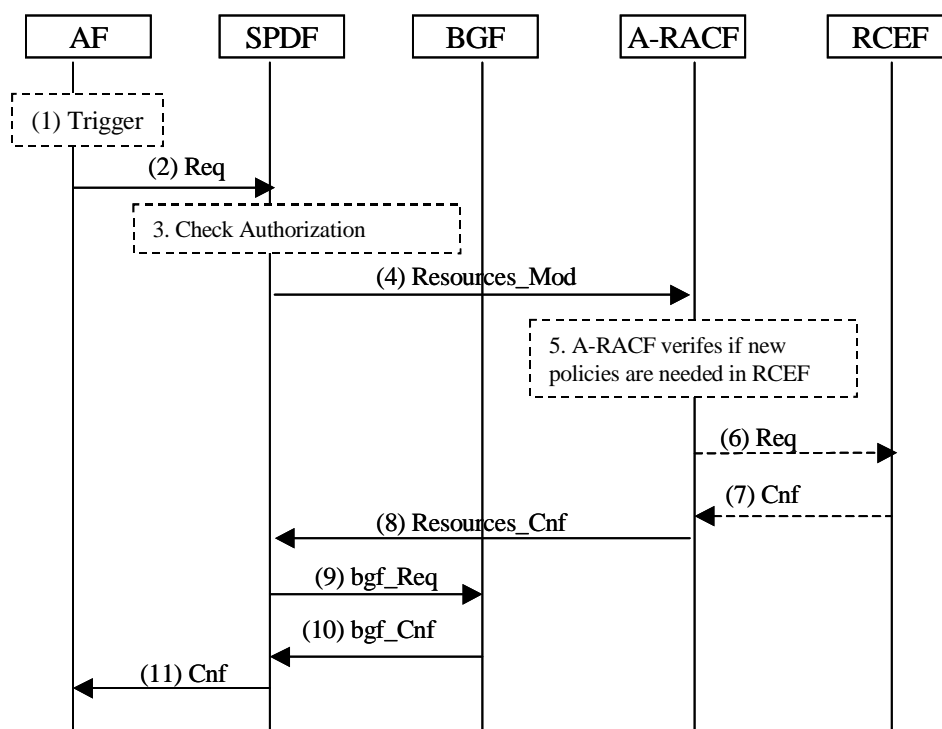 AF
SPDF
BGF
A-RACF
RCEF
(1) Trigger
(2) Req
3. Check Authorization
(4) Resources_Mod
5. A-RACF verifes if new
policies are needed in RCEF
(6) Req
(7) Cnf
(8) Resources_Cnf
(9) bgf_Req
(10) bgf_Cnf
(11) Cnf